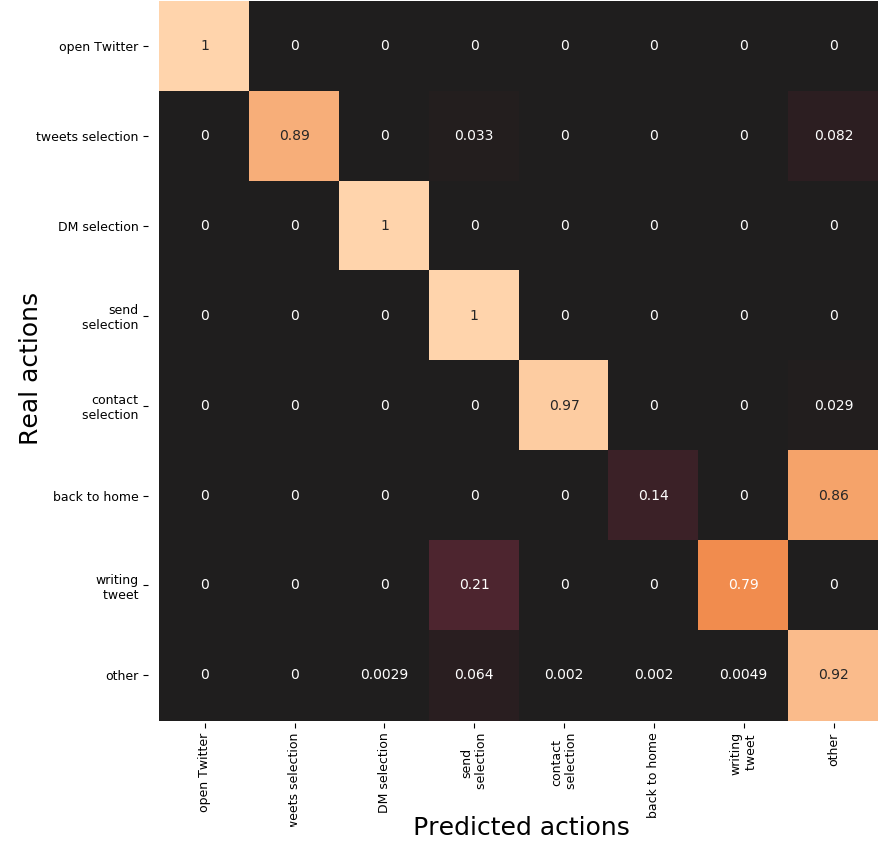 open Twitter 1 0 0 0 0 0 0 0
tweets selection 0 0.89 0 0.033 0 0 0 0.082
DM selection 0 0 1 0 0 0 0 0
send
selection 0 0 0 1 0 0 0 0
contact
selection 0 0 0 0 0.97 0 0 0.029
back to home 0 0 0 0 0 0.14 0 0.86
writing
tweet 0 0 0 0.21 0 0 0.79 0
other 0 0 0.0029 0.064 0.002 0.002 0.0049 0.92
Real actions
open Twitter
weets selection
DM selection
send
selection
contact
selection
back to home
writing
tweet
other
Predicted actions